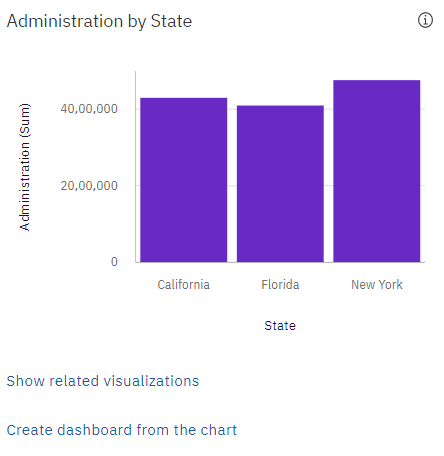 Administration by State
Administration (Sum)
40,00,000
20,00,000
0
California
Florida
New York
State
Show related visualizations
Create dashboard from the chart